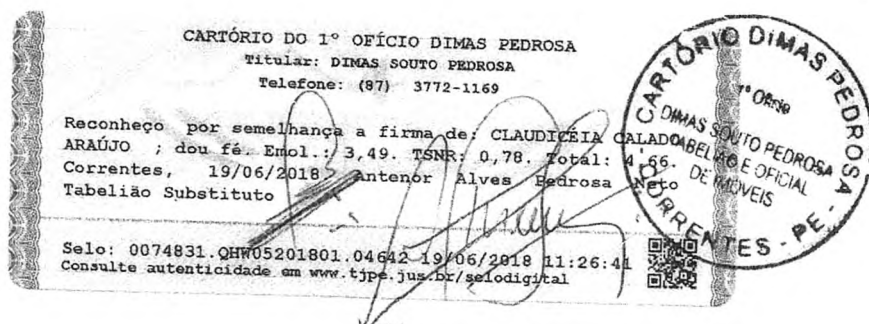 CARTÓRIO DO 1º OFÍCIO DIMAS PEDROSA
Titular: DIMAS SOUTO PEDROSA
Telefone: (87) 3772-1169
Reconheço por semelhança a firma de: CLAUDICÉIA CALADO
ARAÚJO ; dou fé. Emol.: 3,49. TSNR: 0,78. Total: 4,66.
Correntes, 19/06/2018 Antenor Alves Pedrosa Neto
Tabelião Substituto
Selo: 0074831.QHW05201801.04642 19/06/2018 11:26:41
Consulte autenticidade em www.tjpe.jus.br/selodigital
CARTÓRIO DIMAS PEDROSA
1º Ofício
DIMAS SOUTO PEDROSA
TABELIÃO E OFICIAL
DE IMÓVEIS
CORRENTES - PE -